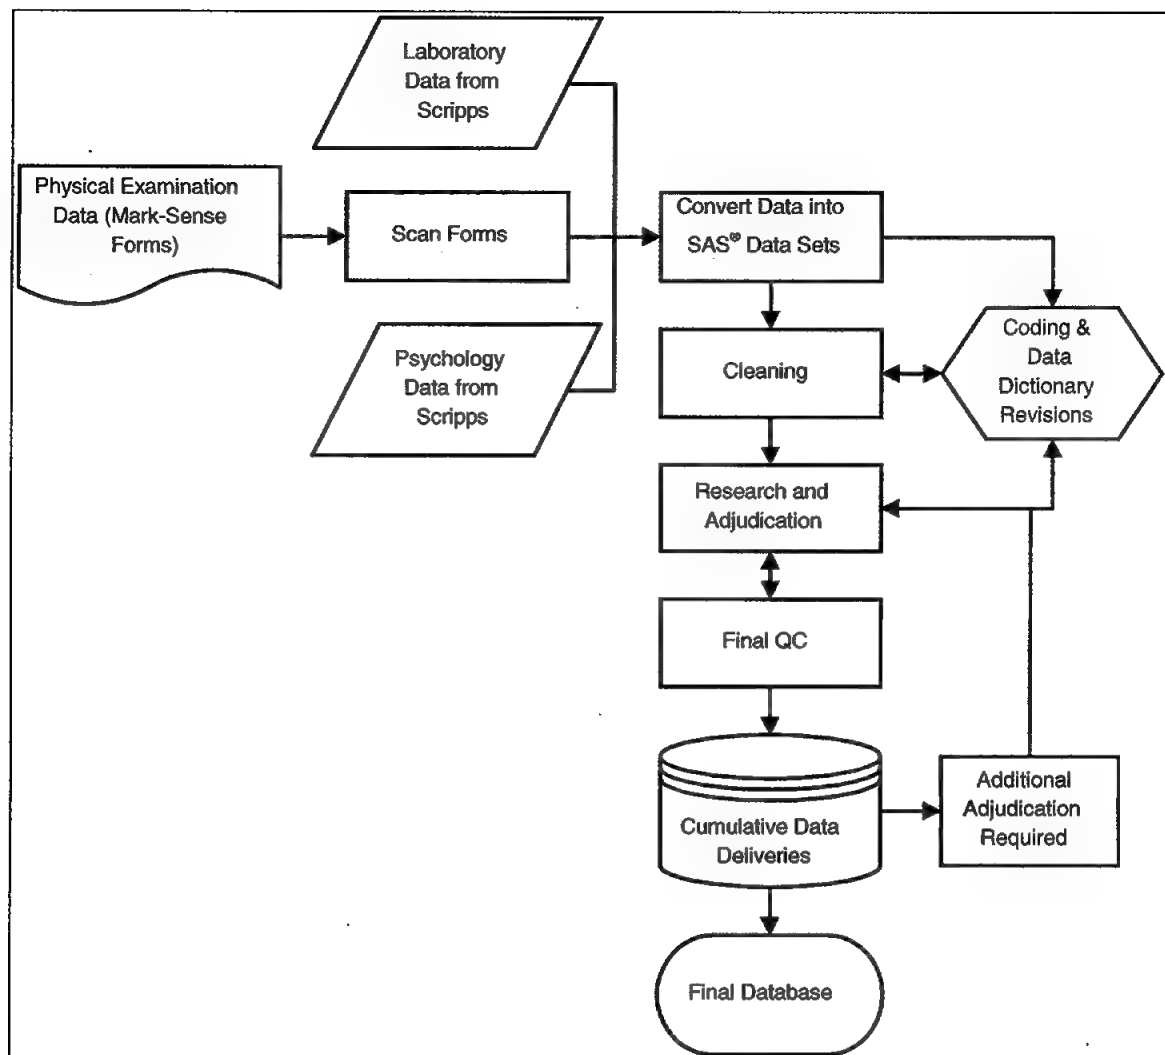 Laboratory
Data from
Scripps
Physical Examination
Data (Mark-Sense
Forms)
Scan Forms
Convert Data into
SAS® Data Sets
Psychology
Data from
Scripps
Cleaning
Coding &
Data
Dictionary
Revisions
Research and
Adjudication
Final QC
Cumulative Data
Deliveries
Additional
Adjudication
Required
Final Database